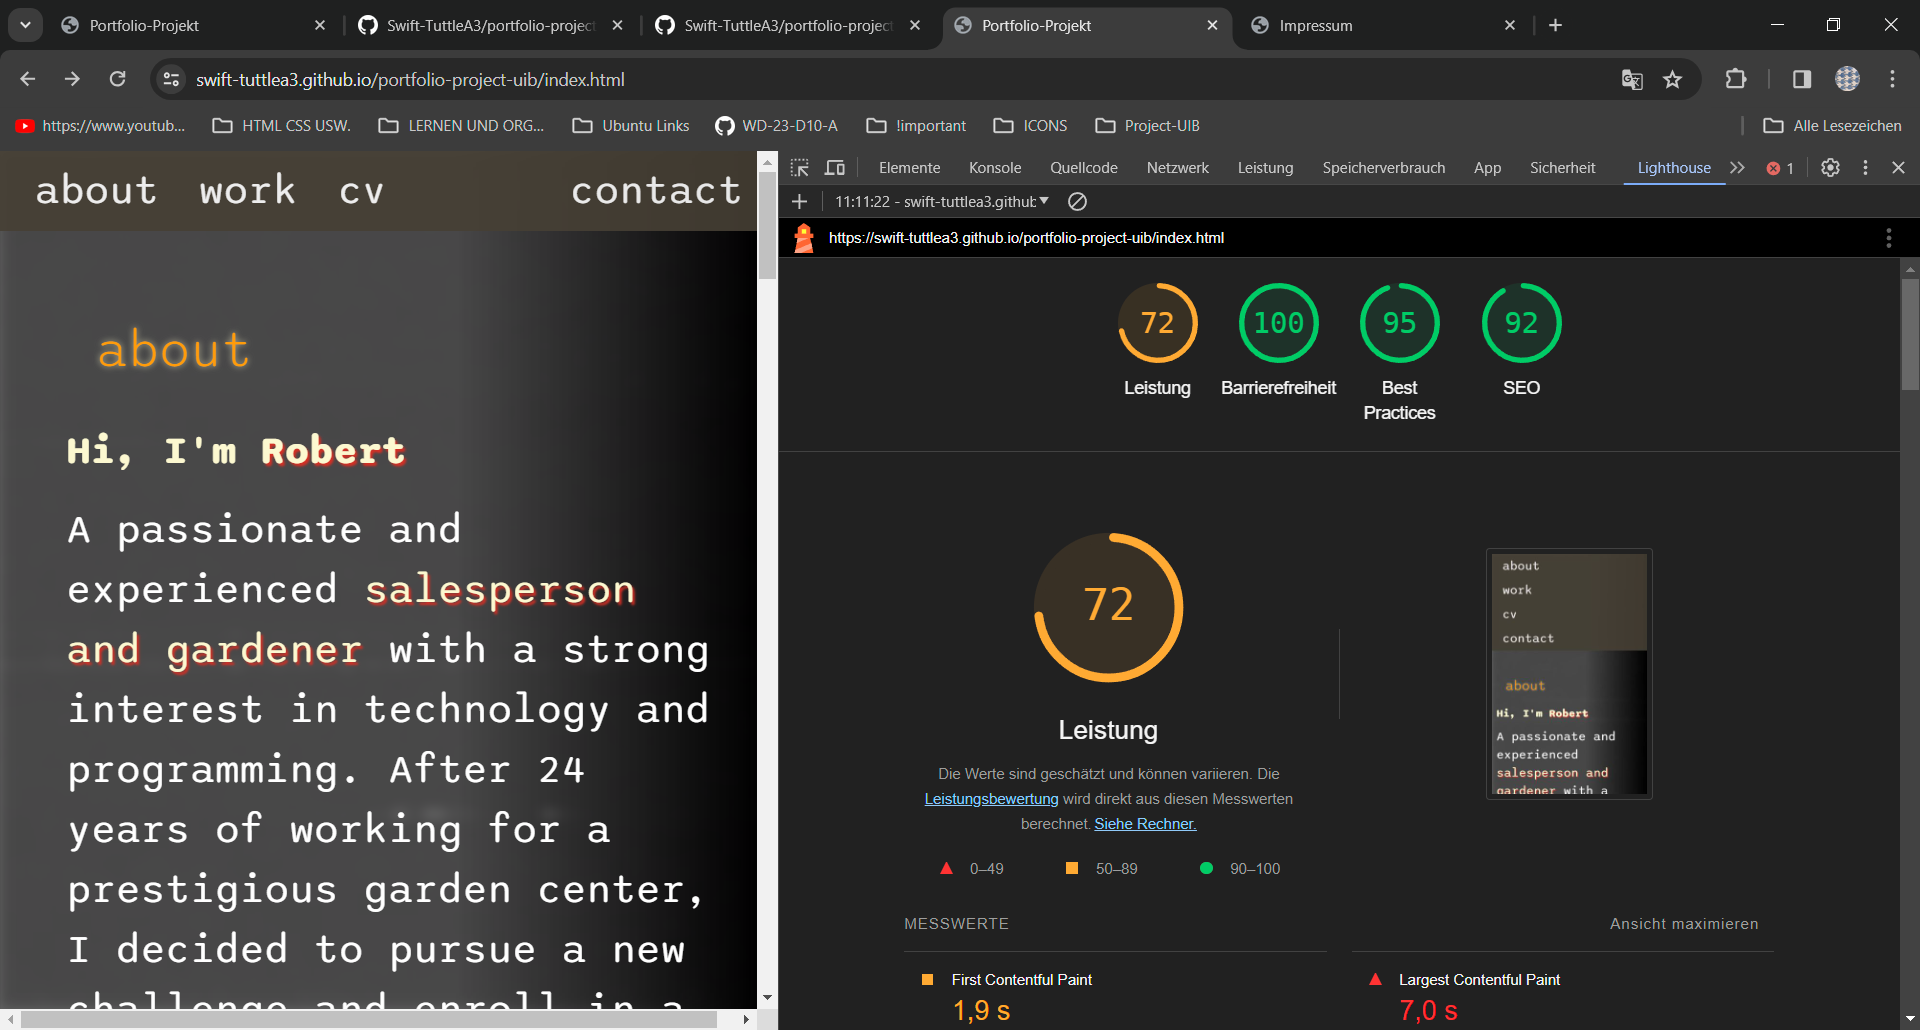 Portfolio-Projekt
Swift-TuttleA3/portfolio-project
Swift-TuttleA3/portfolio-project
Portfolio-Projekt
Impressum
swift-tuttlea3.github.io/portfolio-project-uib/index.html
https://www.youtub...
HTML CSS USW.
LERNEN UND ORG...
Ubuntu Links
WD-23-D10-A
!important
ICONS
Project-UIB
Alle Lesezeichen
about work cv contact
about
Hi, I'm Robert
A passionate and
experienced salesperson
and gardener with a strong
interest in technology and
programming. After 24
years of working for a
prestigious garden center,
I decided to pursue a new
challenge and enroll in a
Elemente Konsole Quellcode Netzwerk Leistung Speicherverbrauch App Sicherheit Lighthouse 1
11:11:22 - swift-tuttlea3.github
https://swift-tuttlea3.github.io/portfolio-project-uib/index.html
72 100 95 92
Leistung Barrierefreiheit Best Practices SEO
72
Leistung
Die Werte sind geschätzt und können variieren. Die
Leistungsbewertung wird direkt aus diesen Messwerten
berechnet. Siehe Rechner.
0–49 50–89 90–100
about
work
cv
contact
about
Hi, I'm Robert
A passionate and
experienced
salesperson and
gardener with a
MESSWERTE
Ansicht maximieren
First Contentful Paint
1,9 s
Largest Contentful Paint
7,0 s